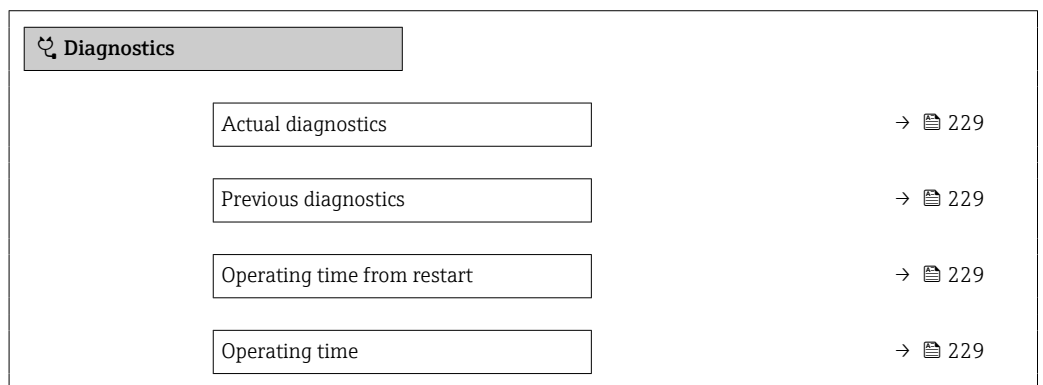 Diagnostics
Actual diagnostics → 229
Previous diagnostics → 229
Operating time from restart → 229
Operating time → 229